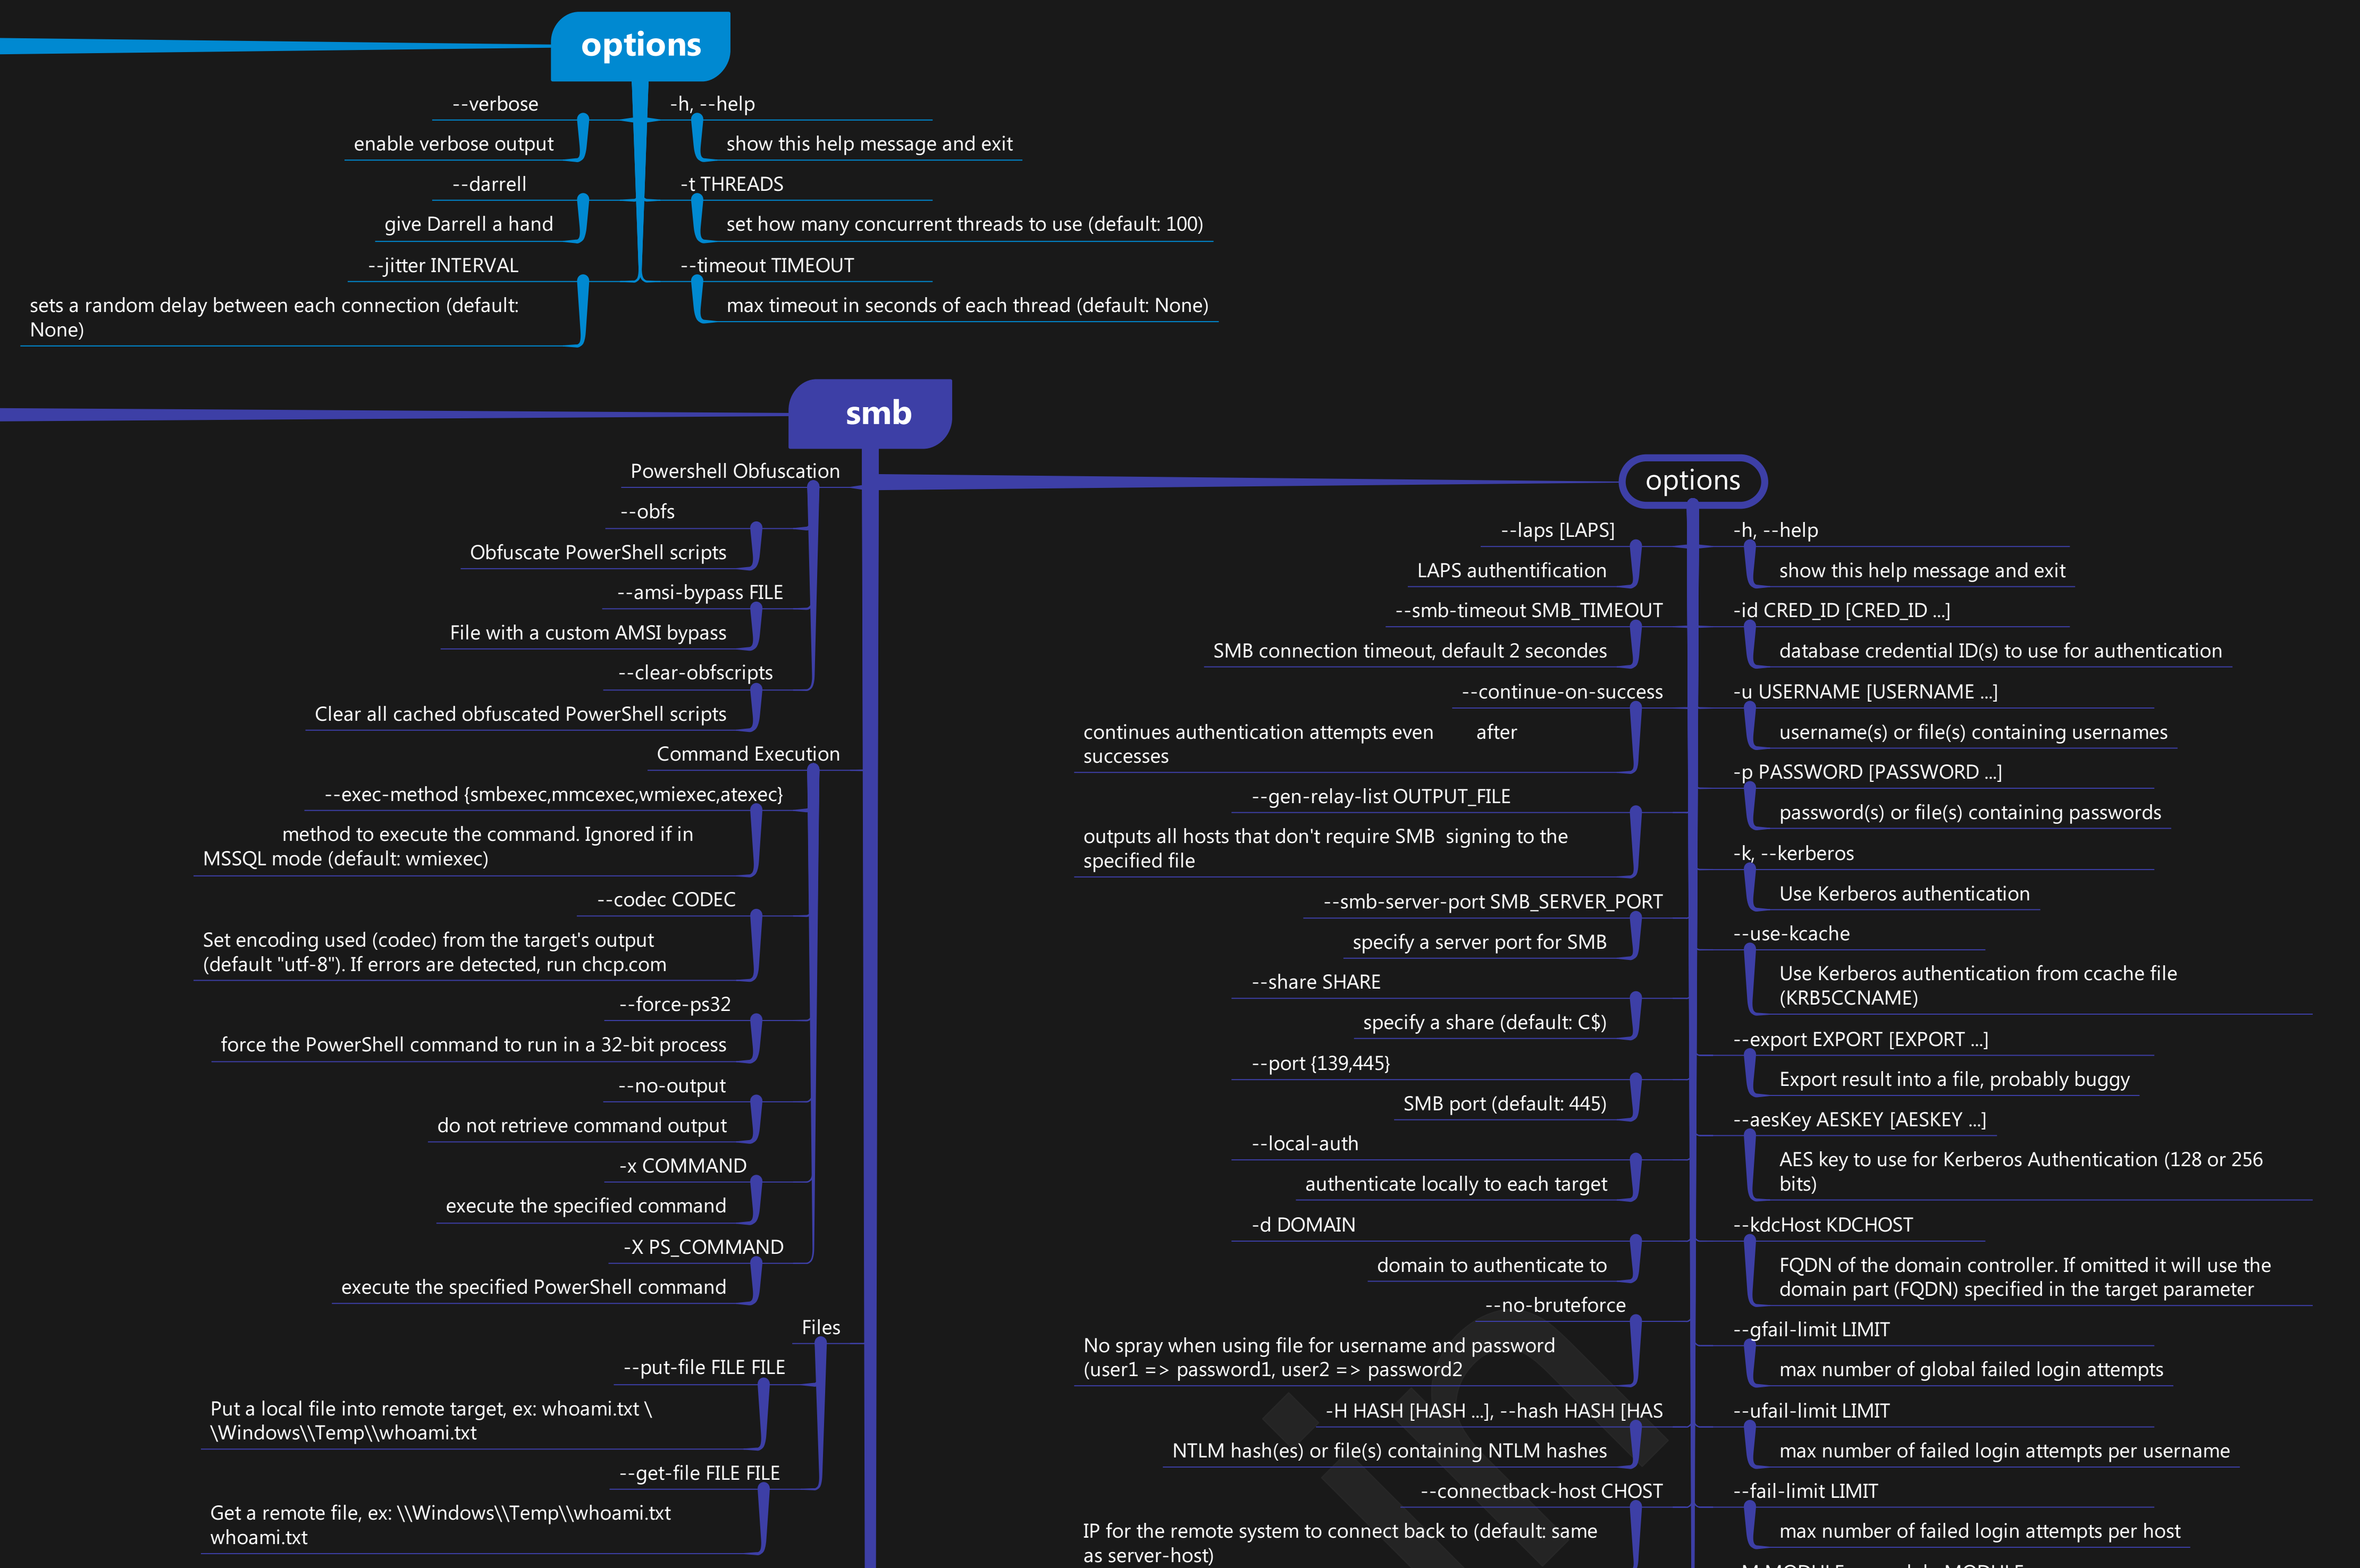 options
--verbose
enable verbose output
--darrell
give Darrell a hand
--jitter INTERVAL
sets a random delay between each connection (default:
None)
-h, --help
show this help message and exit
-t THREADS
set how many concurrent threads to use (default: 100)
--timeout TIMEOUT
max timeout in seconds of each thread (default: None)
smb
Powershell Obfuscation
--obfs
Obfuscate PowerShell scripts
--amsi-bypass FILE
File with a custom AMSI bypass
--clear-obfscripts
Clear all cached obfuscated PowerShell scripts
Command Execution
--exec-method {smbexec,mmcexec,wmiexec,atexec}
method to execute the command. Ignored if in
MSSQL mode (default: wmiexec)
--codec CODEC
Set encoding used (codec) from the target's output
(default "utf-8"). If errors are detected, run chcp.com
--force-ps32
force the PowerShell command to run in a 32-bit process
--no-output
do not retrieve command output
-x COMMAND
execute the specified command
-X PS_COMMAND
execute the specified PowerShell command
Files
--put-file FILE FILE
Put a local file into remote target, ex: whoami.txt \
\Windows\\Temp\\whoami.txt
--get-file FILE FILE
Get a remote file, ex: \\Windows\\Temp\\whoami.txt
whoami.txt
options
--laps [LAPS]
LAPS authentification
--smb-timeout SMB_TIMEOUT
SMB connection timeout, default 2 secondes
--continue-on-success
continues authentication attempts even after
successes
--gen-relay-list OUTPUT_FILE
outputs all hosts that don't require SMB signing to the
specified file
--smb-server-port SMB_SERVER_PORT
specify a server port for SMB
--share SHARE
specify a share (default: C$)
--port {139,445}
SMB port (default: 445)
--local-auth
authenticate locally to each target
-d DOMAIN
domain to authenticate to
--no-bruteforce
No spray when using file for username and password
(user1 => password1, user2 => password2
-H HASH [HASH ...], --hash HASH [HAS
NTLM hash(es) or file(s) containing NTLM hashes
--connectback-host CHOST
IP for the remote system to connect back to (default: same
as server-host)
-h, --help
show this help message and exit
-id CRED_ID [CRED_ID ...]
database credential ID(s) to use for authentication
-u USERNAME [USERNAME ...]
username(s) or file(s) containing usernames
-p PASSWORD [PASSWORD ...]
password(s) or file(s) containing passwords
-k, --kerberos
Use Kerberos authentication
--use-kcache
Use Kerberos authentication from ccache file
(KRB5CCNAME)
--export EXPORT [EXPORT ...]
Export result into a file, probably buggy
--aesKey AESKEY [AESKEY ...]
AES key to use for Kerberos Authentication (128 or 256
bits)
--kdcHost KDCHOST
FQDN of the domain controller. If omitted it will use the
domain part (FQDN) specified in the target parameter
--gfail-limit LIMIT
max number of global failed login attempts
--ufail-limit LIMIT
max number of failed login attempts per username
--fail-limit LIMIT
max number of failed login attempts per host